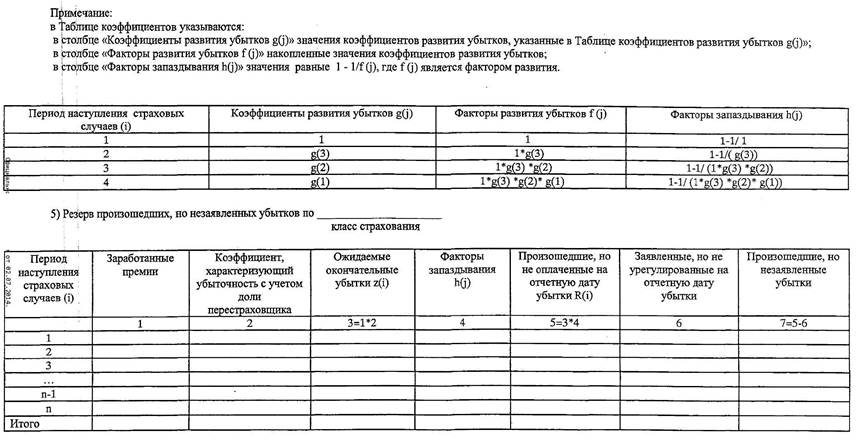 Примечание:
в Таблице коэффициентов указываются:
в столбце «Коэффициенты развития убытков g(j)» значения коэффициентов развития убытков, указанные в Таблице коэффициентов развития убытков g(j)»;
в столбце «Факторы развития убытков f (j)» накопленные значения коэффициентов развития убытков;
в столбце «Факторы запаздывания h(j)» значения равные 1 - 1/f (j), где f (j) является фактором развития.
Период наступления страховых случаев (i) Коэффициенты развития убытков g(j) Факторы развития убытков f (j) Факторы запаздывания h(j)
1 1 1 1-1/ 1
2 g(3) 1*g(3) 1-1/( g(3))
3 g(2) 1*g(3) *g(2) 1-1/ (1*g(3) *g(2))
4 g(1) 1*g(3) *g(2)* g(1) 1-1/ (1*g(3) *g(2)* g(1))
5) Резерв произошедших, но незаявленных убытков по ____________________
класс страхования
Период наступления страховых случаев (i) Заработанные премии Коэффициент, характеризующий убыточность с учетом доли перестраховщика Ожидаемые окончательные убытки z(i) Факторы запаздывания h(j) Произошедшие, но не оплаченные на отчетную дату убытки R(i) Заявленные, но не урегулированные на отчетную дату убытки Произошедшие, но незаявленные убытки
1 2 3=1*2 4 5=3*4 6 7=5-6
1
2
3
…
n-1
n
Итого
от 02.07.2014